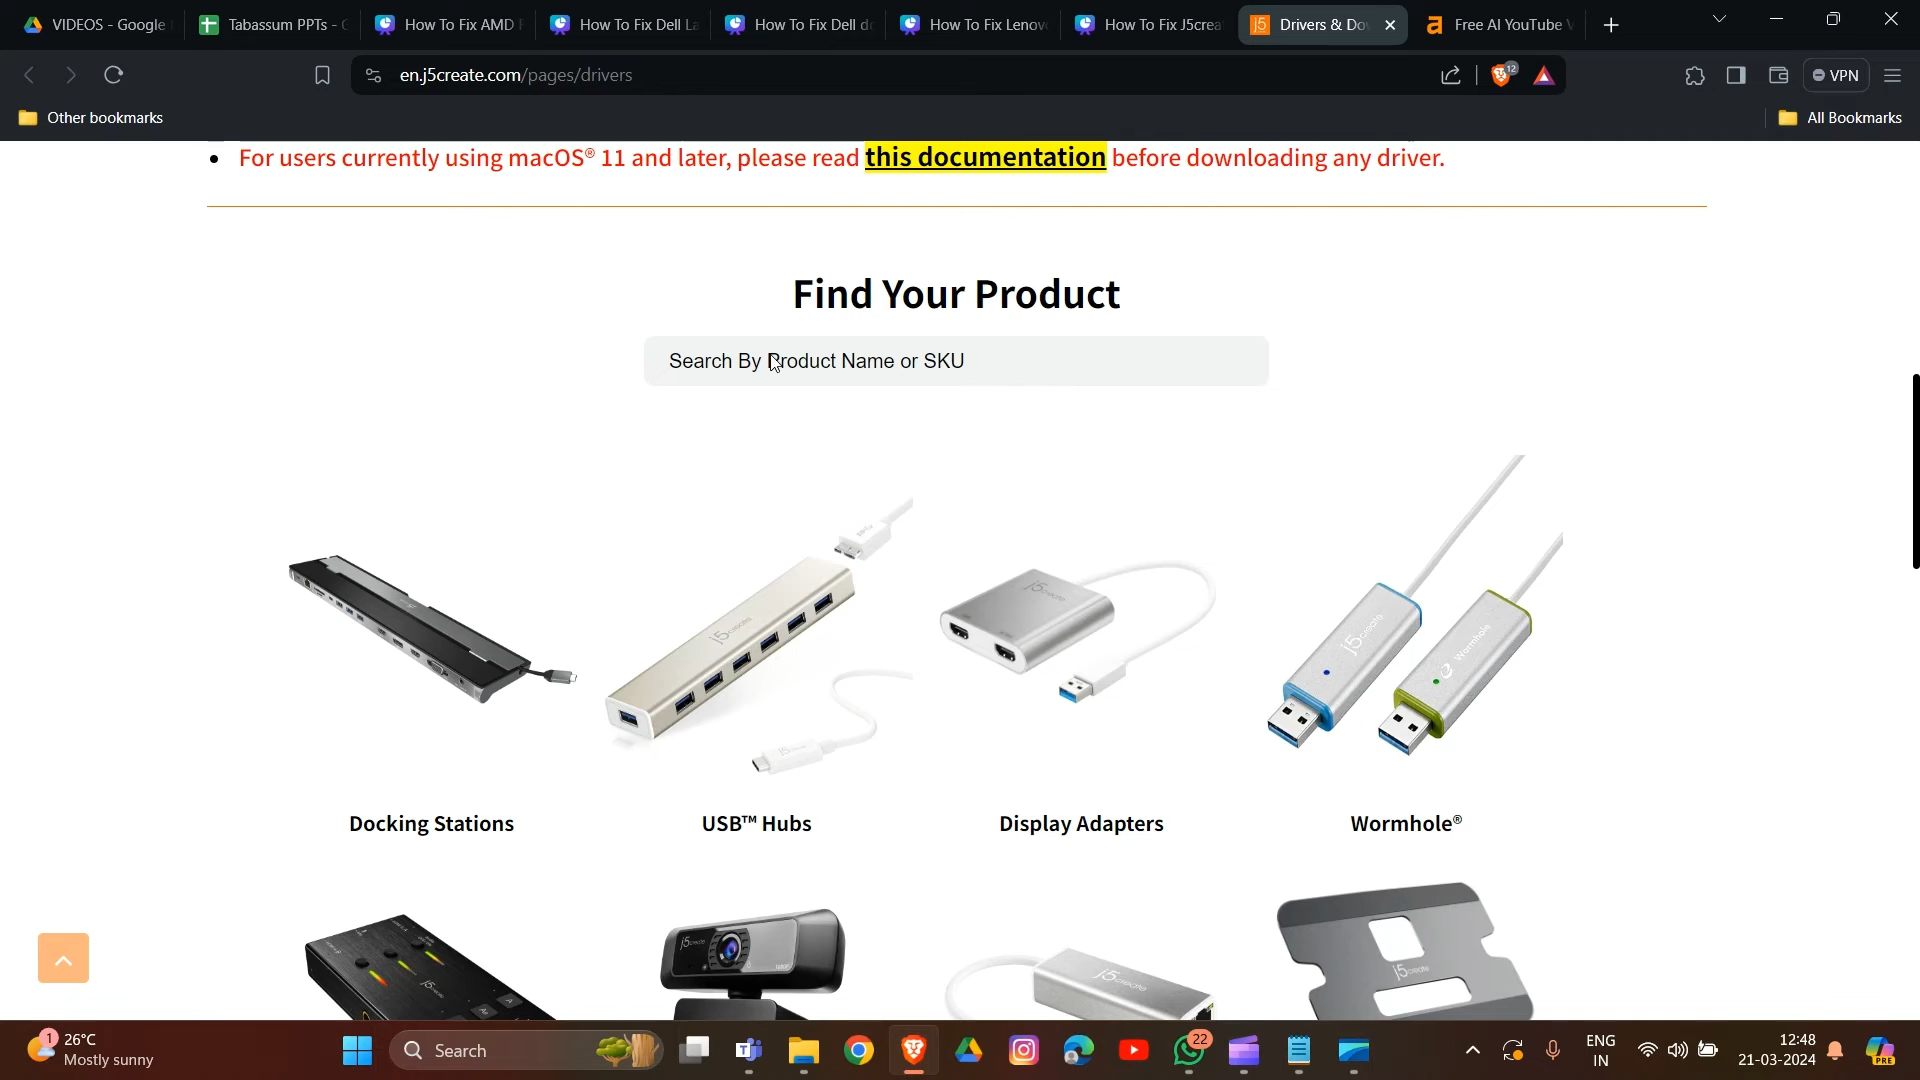 VIDEOS - Google
Tabassum PPTs -
How To Fix AMD
How To Fix Dell La
How To Fix Dell d
How To Fix Lenov
How To Fix J5crea
Drivers & Do
Free AI YouTube V
en.j5create.com/pages/drivers
12
VPN
Other bookmarks
All Bookmarks
• For users currently using macOS® 11 and later, please read this documentation before downloading any driver.
Find Your Product
Search By Product Name or SKU
Docking Stations
USB™ Hubs
Display Adapters
Wormhole®
1
26°C
Mostly sunny
Search
22
ENG
IN
12:48
21-03-2024
PRE